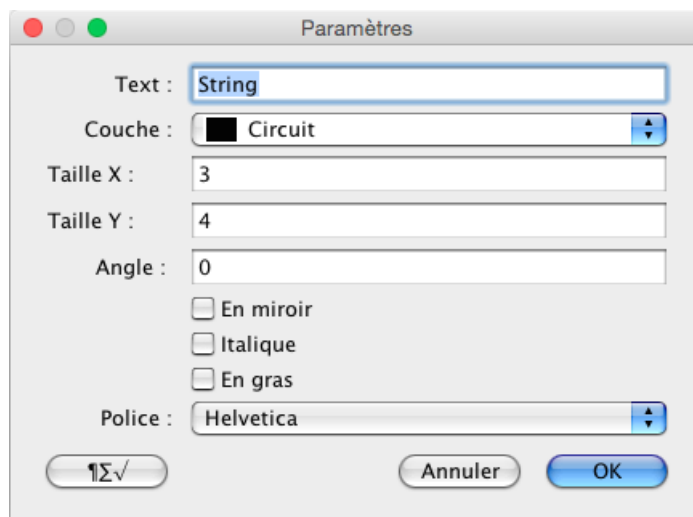 Paramètres
Text : String
Couche : Circuit
Taille X : 3
Taille Y : 4
Angle : 0
En miroir
Italique
En gras
Police : Helvetica
¶Σ√ Annuler OK